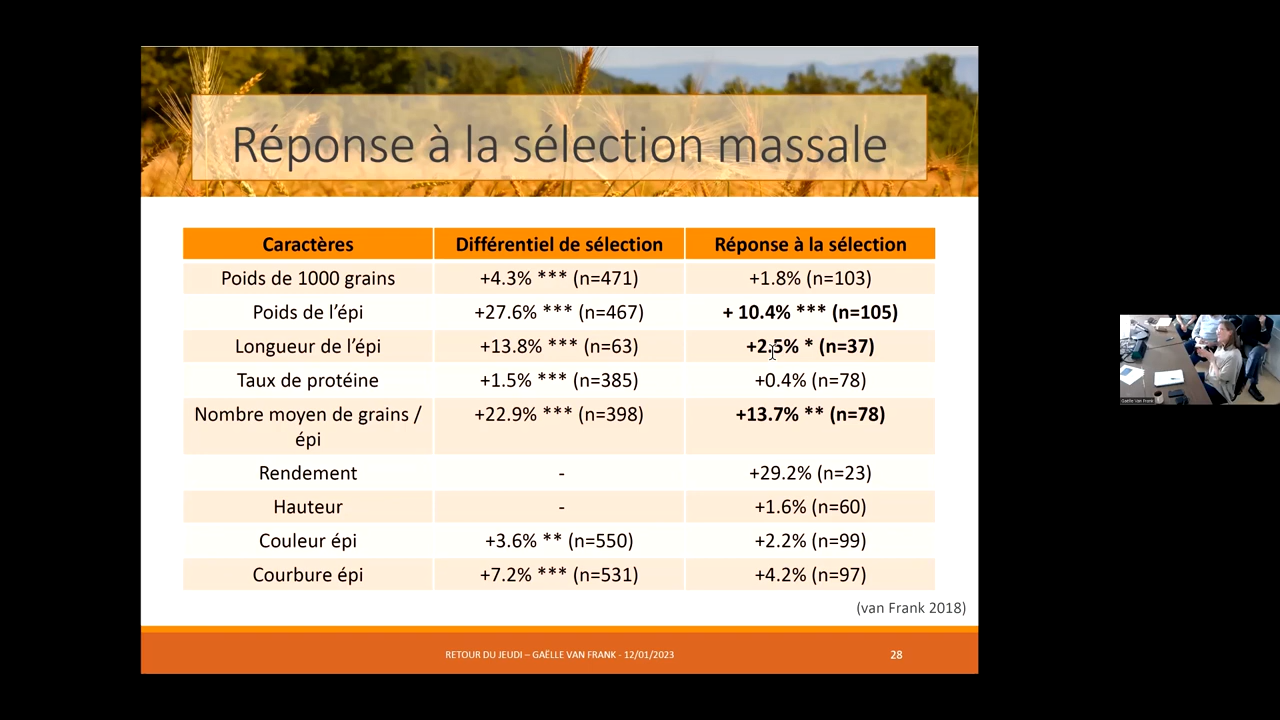 Réponse à la sélection massale
Caractères Différentiel de sélection Réponse à la sélection
Poids de 1000 grains +4.3% *** (n=471) +1.8% (n=103)
Poids de l'épi +27.6% *** (n=467) + 10.4% *** (n=105)
Longueur de l'épi +13.8% *** (n=63) +2.5% * (n=37)
Taux de protéine +1.5% *** (n=385) +0.4% (n=78)
Nombre moyen de grains / +22.9% *** (n=398) +13.7% ** (n=78)
épi
Rendement - +29.2% (n=23)
Hauteur - +1.6% (n=60)
Couleur épi +3.6% ** (n=550) +2.2% (n=99)
Courbure épi +7.2% *** (n=531) +4.2% (n=97)
(van Frank 2018)
RETOUR DU JEUDI – GAËLLE VAN FRANK - 12/01/2023 28
Gaëlle Van Frank